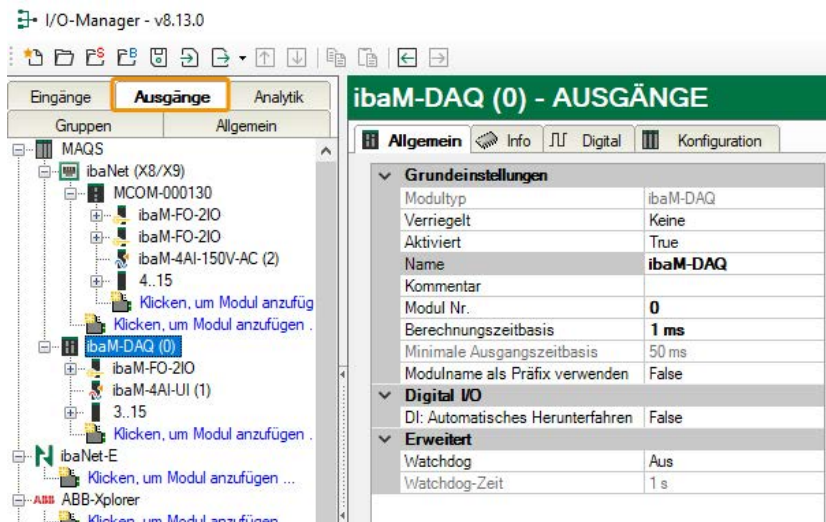 I/O-Manager - v8.13.0
Eingänge Ausgänge Analytik
Gruppen Allgemein
MAQS
ibaNet (X8/X9)
MCOM-000130
ibaM-FO-2IO
ibaM-FO-2IO
ibaM-4AI-150V-AC (2)
4..15
Klicken, um Modul anzufüg
Klicken, um Modul anzufügen .
ibaM-DAQ (0)
ibaM-FO-2IO
ibaM-4AI-UI (1)
3..15
Klicken, um Modul anzufügen .
ibaNet-E
Klicken, um Modul anzufügen ...
ABB ABB-Xplorer
Klicken, um Modul anzufügen
ibaM-DAQ (0) - AUSGÄNGE
Allgemein Info Digital Konfiguration
Grundeinstellungen
Modultyp ibaM-DAQ
Verriegelt Keine
Aktiviert True
Name ibaM-DAQ
Kommentar
Modul Nr. 0
Berechnungszeitbasis 1 ms
Minimale Ausgangszeitbasis 50 ms
Modulname als Präfix verwenden False
Digital I/O
DI: Automatisches Herunterfahren False
Erweitert
Watchdog Aus
Watchdog-Zeit 1 s